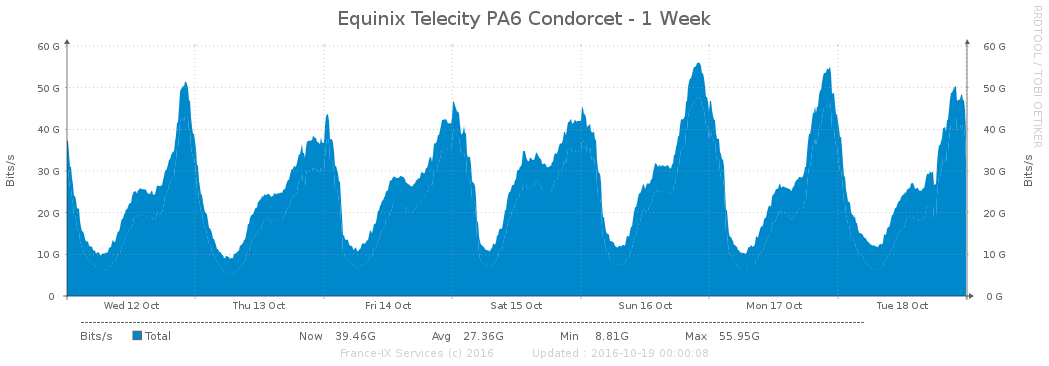 Equinix Telecity PA6 Condorcet - 1 Week
RRDTOOL / TOBI OETIKER
Bits/s
60 G 60 G
50 G 50 G
40 G 40 G
30 G 30 G
20 G 20 G
10 G 10 G
0 0 G
Bits/s
Wed 12 Oct Thu 13 Oct Fri 14 Oct Sat 15 Oct Sun 16 Oct Mon 17 Oct Tue 18 Oct
Bits/s Total Now 39.46G Avg 27.36G Min 8.81G Max 55.95G
France-IX Services (c) 2016 Updated : 2016-10-19 00:00:08